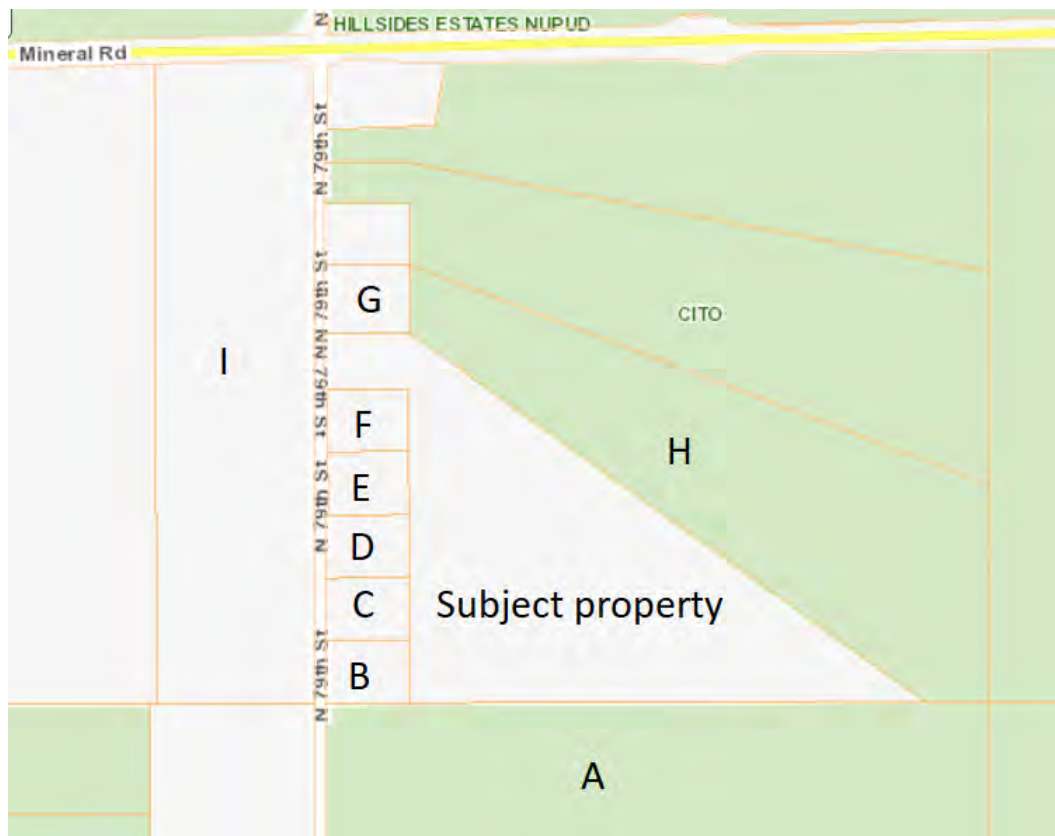 N
HILLSIDES ESTATES NUPUD
Mineral Rd
N 79th St
N 79th St
G
CITO
I
N 79th St
F
H
E
N 79th St
D
C
Subject property
B
N 79th St
A